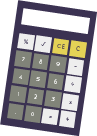 % √ CE C
7 8 9 -
4 5 6 ÷
1 2 3 x
0 . = +